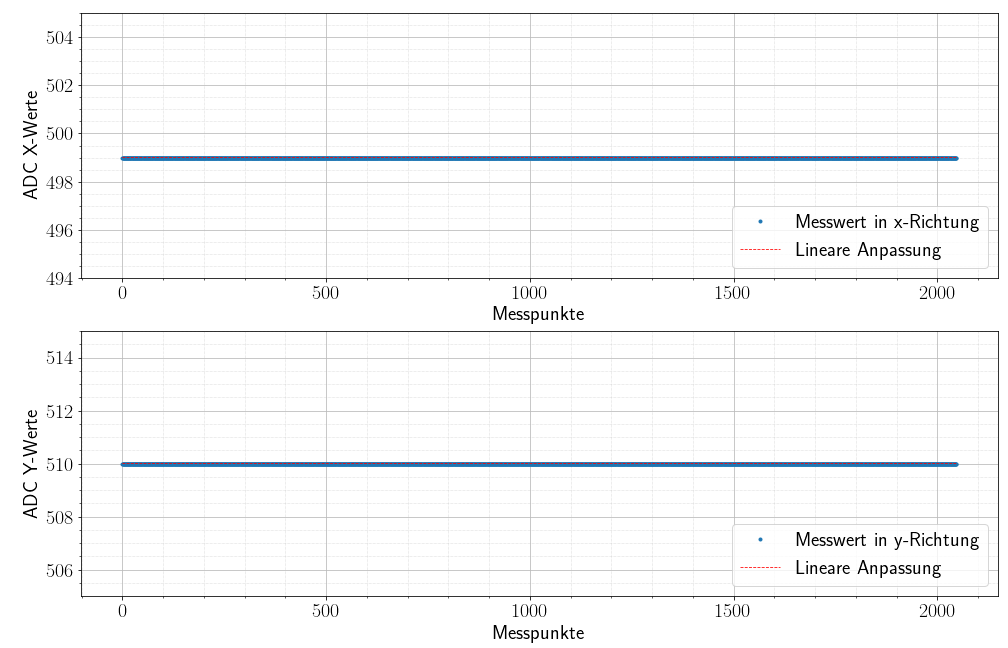 504
502
500
498
496
494
ADC X-Werte
Messwert in x-Richtung
Lineare Anpassung
0 500 1000 1500 2000
Messpunkte
514
512
510
508
506
ADC Y-Werte
Messwert in y-Richtung
Lineare Anpassung
0 500 1000 1500 2000
Messpunkte